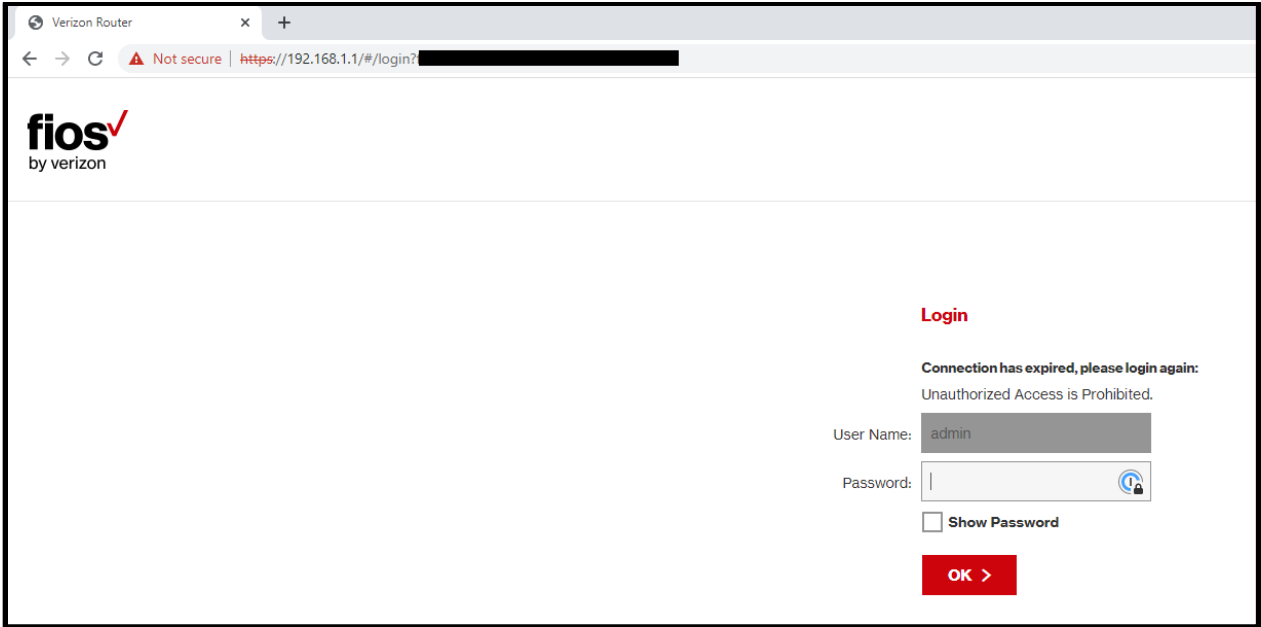 Verizon Router
Not secure | https://192.168.1.1/#/login?
fios
by verizon
Login
Connection has expired, please login again:
Unauthorized Access is Prohibited.
User Name: admin
Password:
Show Password
OK >